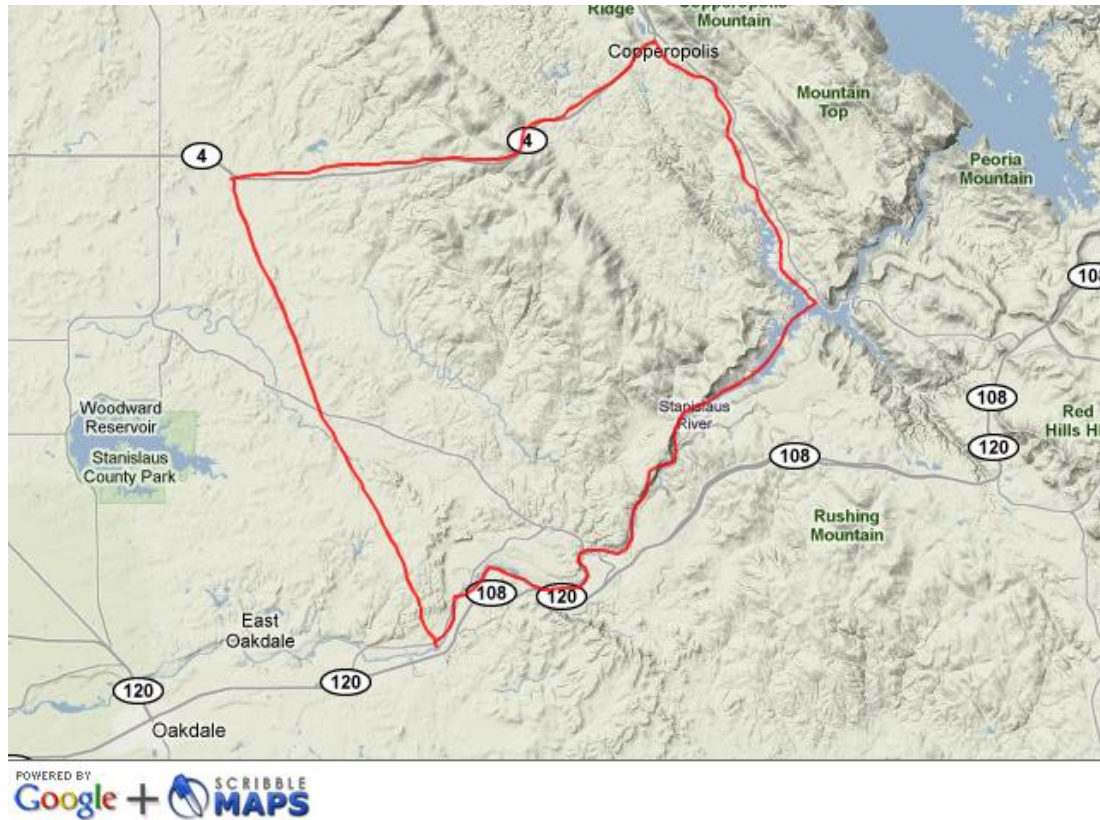 Ridge
Mountain
Copperopolis
Mountain
Top
4
4
Peoria
Mountain
108
Woodward
Reservoir
Stanislaus
County Park
Stanislaus
River
108
Red
Hills
120
108
Rushing
Mountain
108
120
East
Oakdale
120
120
Oakdale
POWERED BY
Google + SCRIBBLE
MAPS